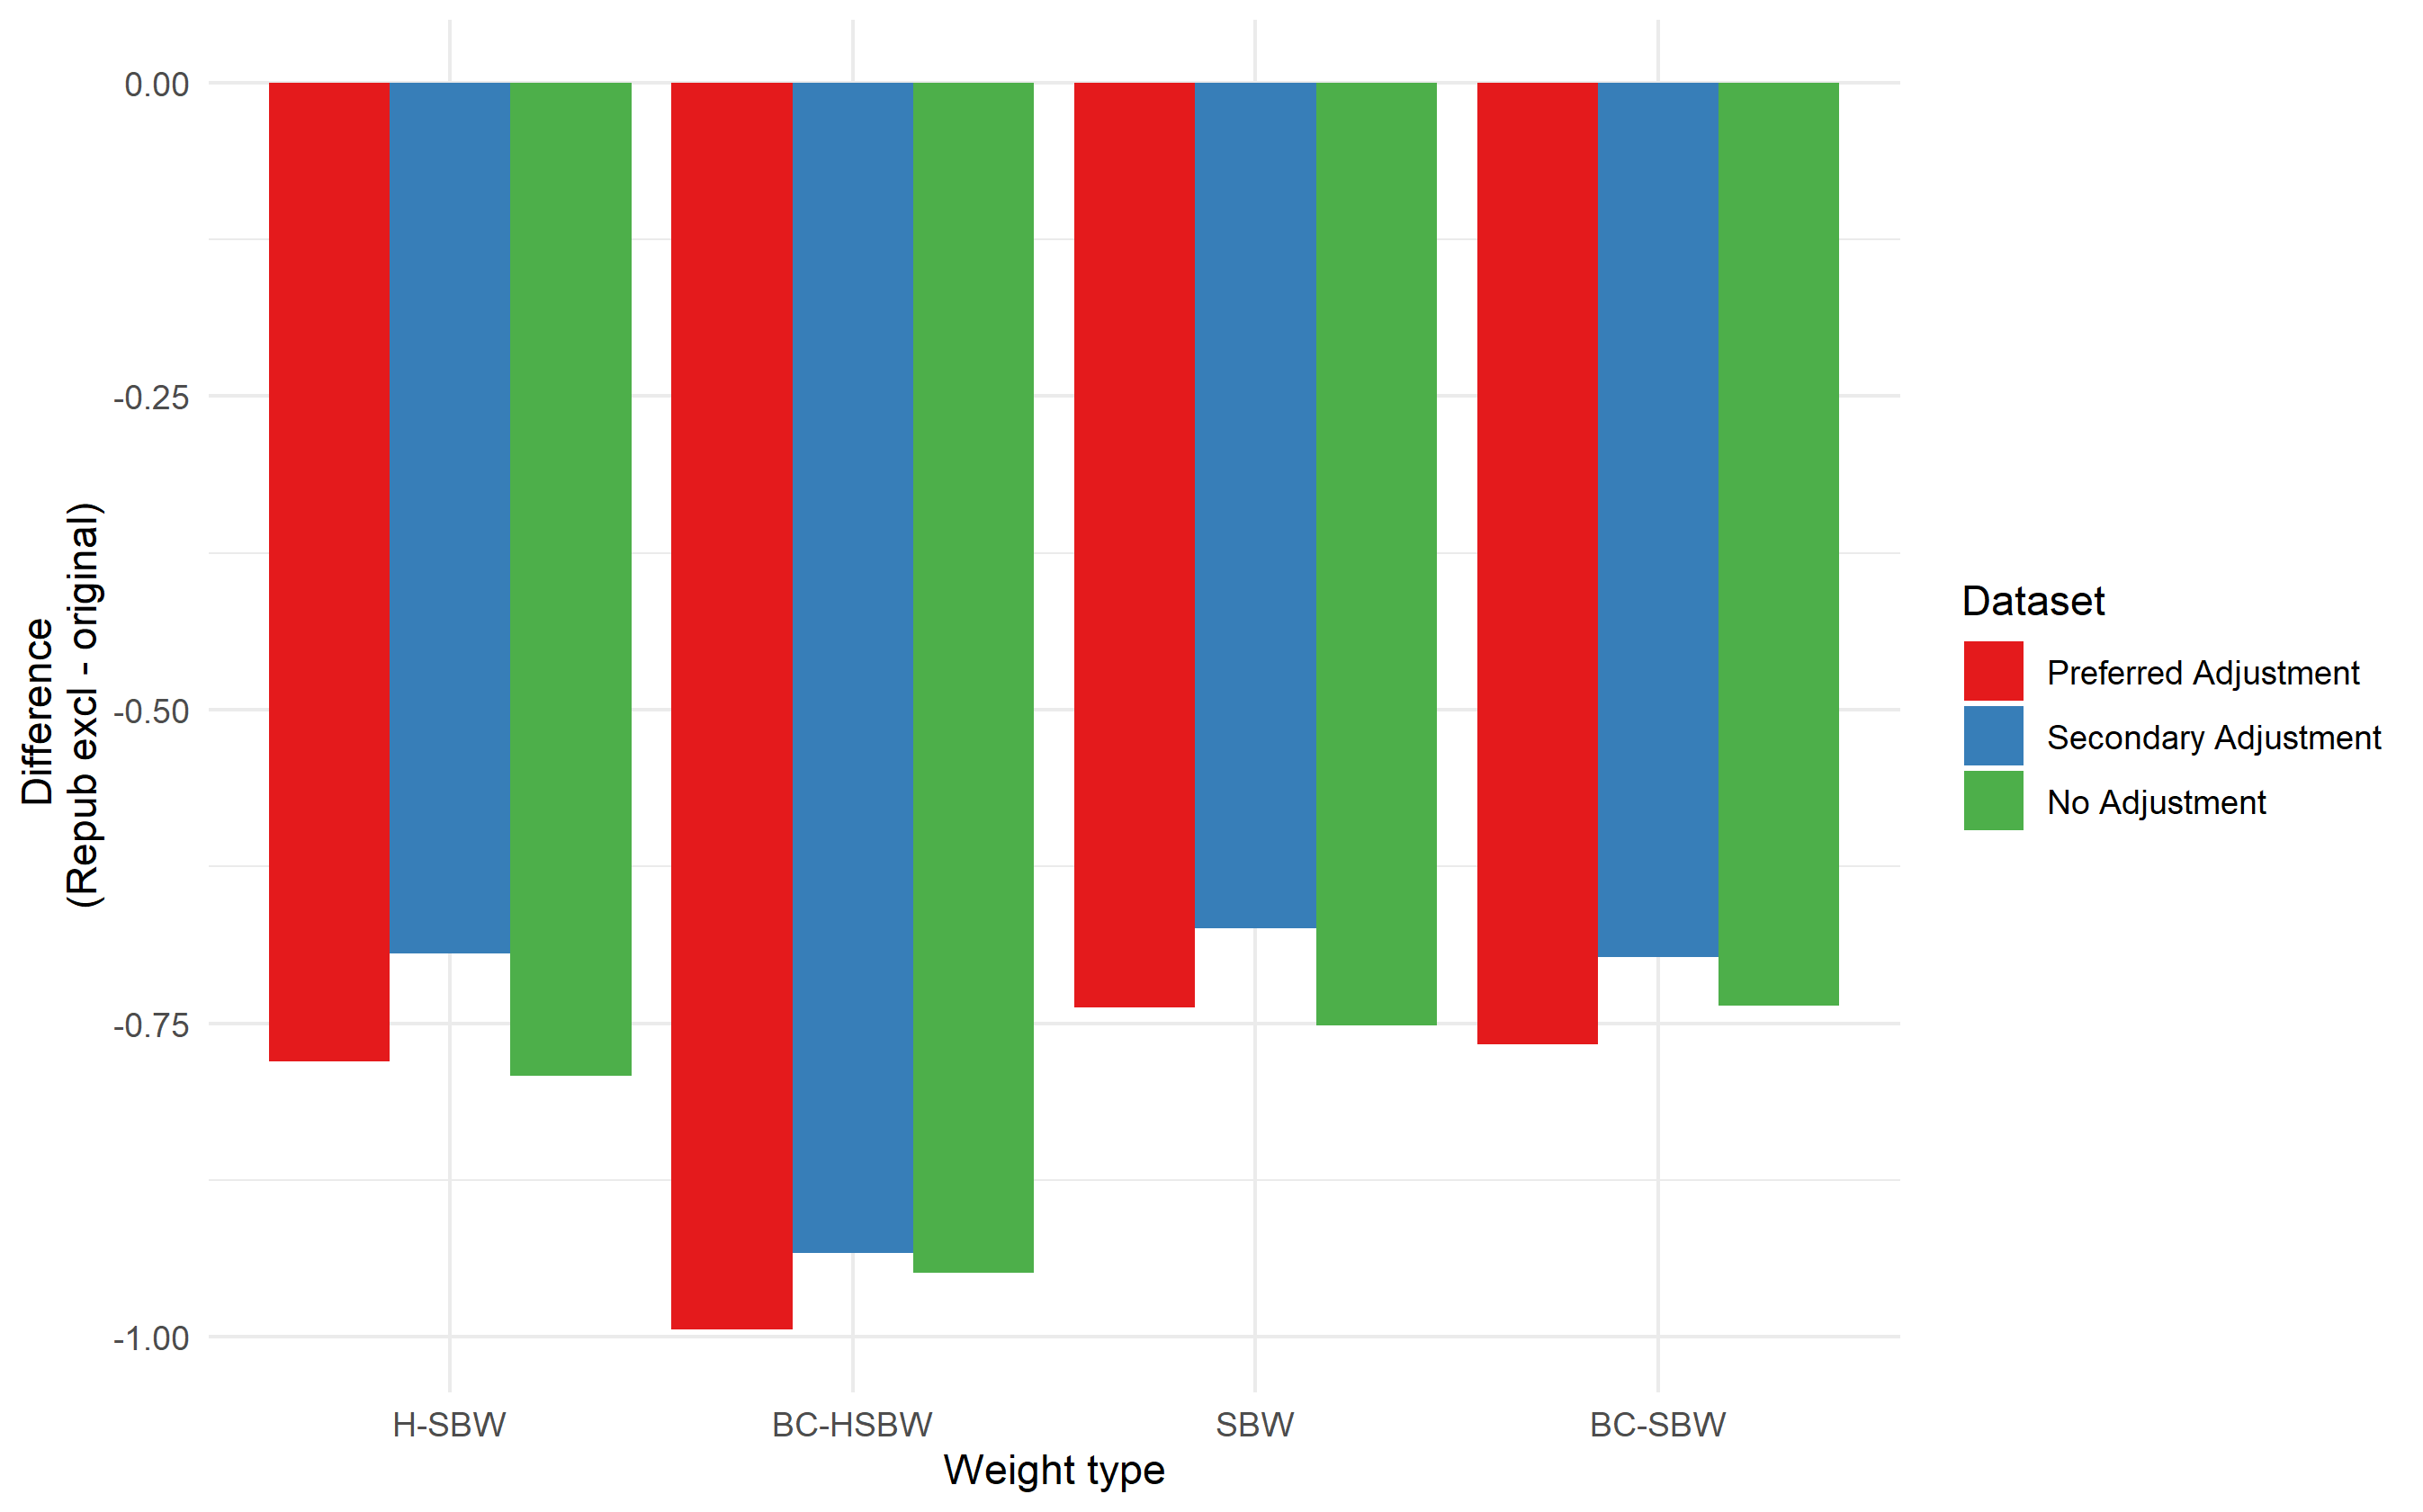 0.00
-0.25
-0.50
-0.75
-1.00
Difference
(Repub excl - original)
H-SBW
BC-HSBW
SBW
BC-SBW
Weight type
Dataset
Preferred Adjustment
Secondary Adjustment
No Adjustment